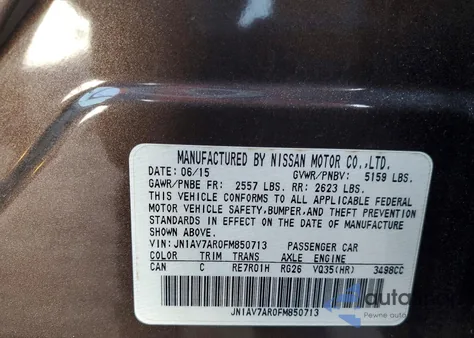 MANUFACTURED BY NISSAN MOTOR CO.,LTD.
DATE: 06/15 GVWR/PNBV: 5159 LBS.
GAWR/PNBE FR: 2557 LBS. RR: 2623 LBS.
THIS VEHICLE CONFORMS TO ALL APPLICABLE FEDERAL
MOTOR VEHICLE SAFETY,BUMPER,AND THEFT PREVENTION
STANDARDS IN EFFECT ON THE DATE OF MANUFACTURE
SHOWN ABOVE.
VIN: JN1AV7AR0FM850713 PASSENGER CAR
COLOR TRIM TRANS AXLE ENGINE
CAN C RE7R01H RG26 VQ35(HR) 3498CC
JN1AV7AR0FM850713
Pewne auto